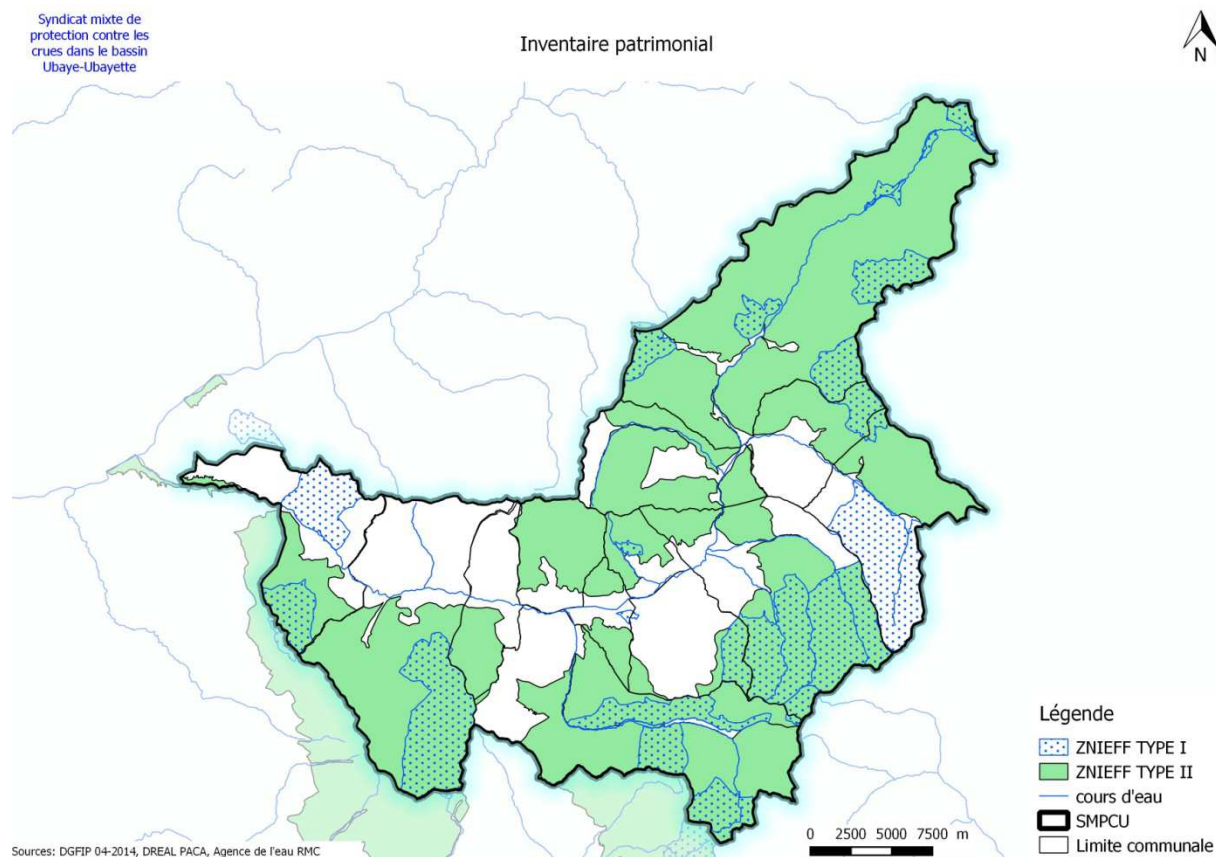 Syndicat mixte de
protection contre les
crues dans le bassin
Ubaye-Ubayette
Inventaire patrimonial
N
Légende
ZNIEFF TYPE I
ZNIEFF TYPE II
cours d'eau
SMPCU
Limite communale
0 2500 5000 7500 m
Sources: DGFIP 04-2014, DREAL PACA, Agence de l'eau RMC